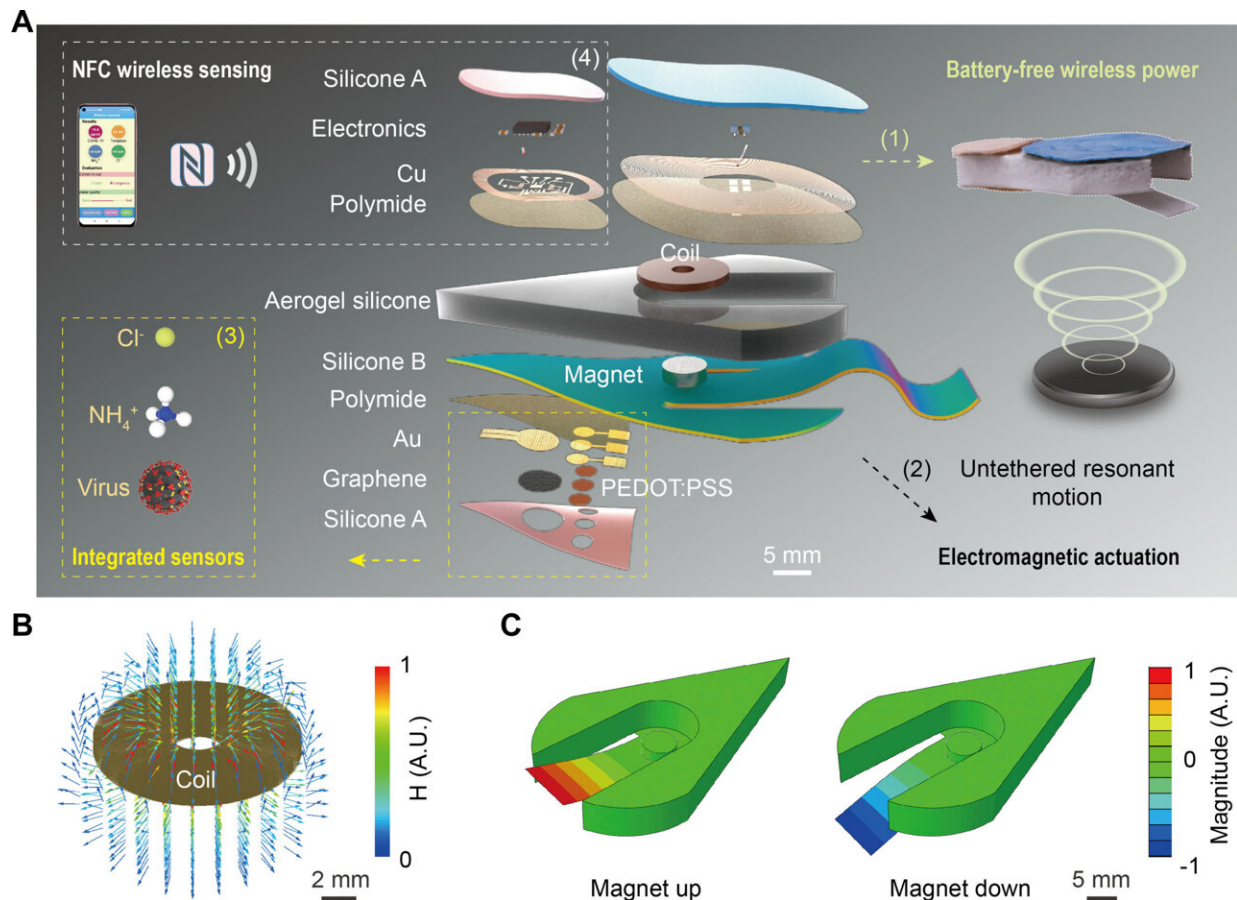 A
NFC wireless sensing
(4)
Silicone A
Electronics
Cu
Polymide
Battery-free wireless power
(1)
Coil
Aerogel silicone
Cl-
(3)
NH4+
Virus
Integrated sensors
Silicone B
Magnet
Polymide
Au
Graphene
PEDOT:PSS
Silicone A
(2)
Untethered resonant
motion
Electromagnetic actuation
5 mm
B
Coil
H (A.U.)
1
0
2 mm
C
Magnet up
Magnet down
Magnitude (A.U.)
1
0
-1
5 mm